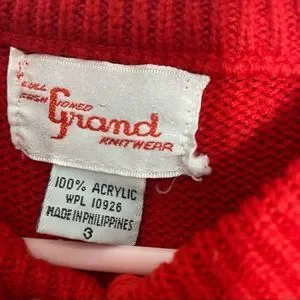 FULL
FASHIONED
Grand
KNITWEAR
100% ACRYLIC
WPL 10926
MADE IN PHILIPPINES
3